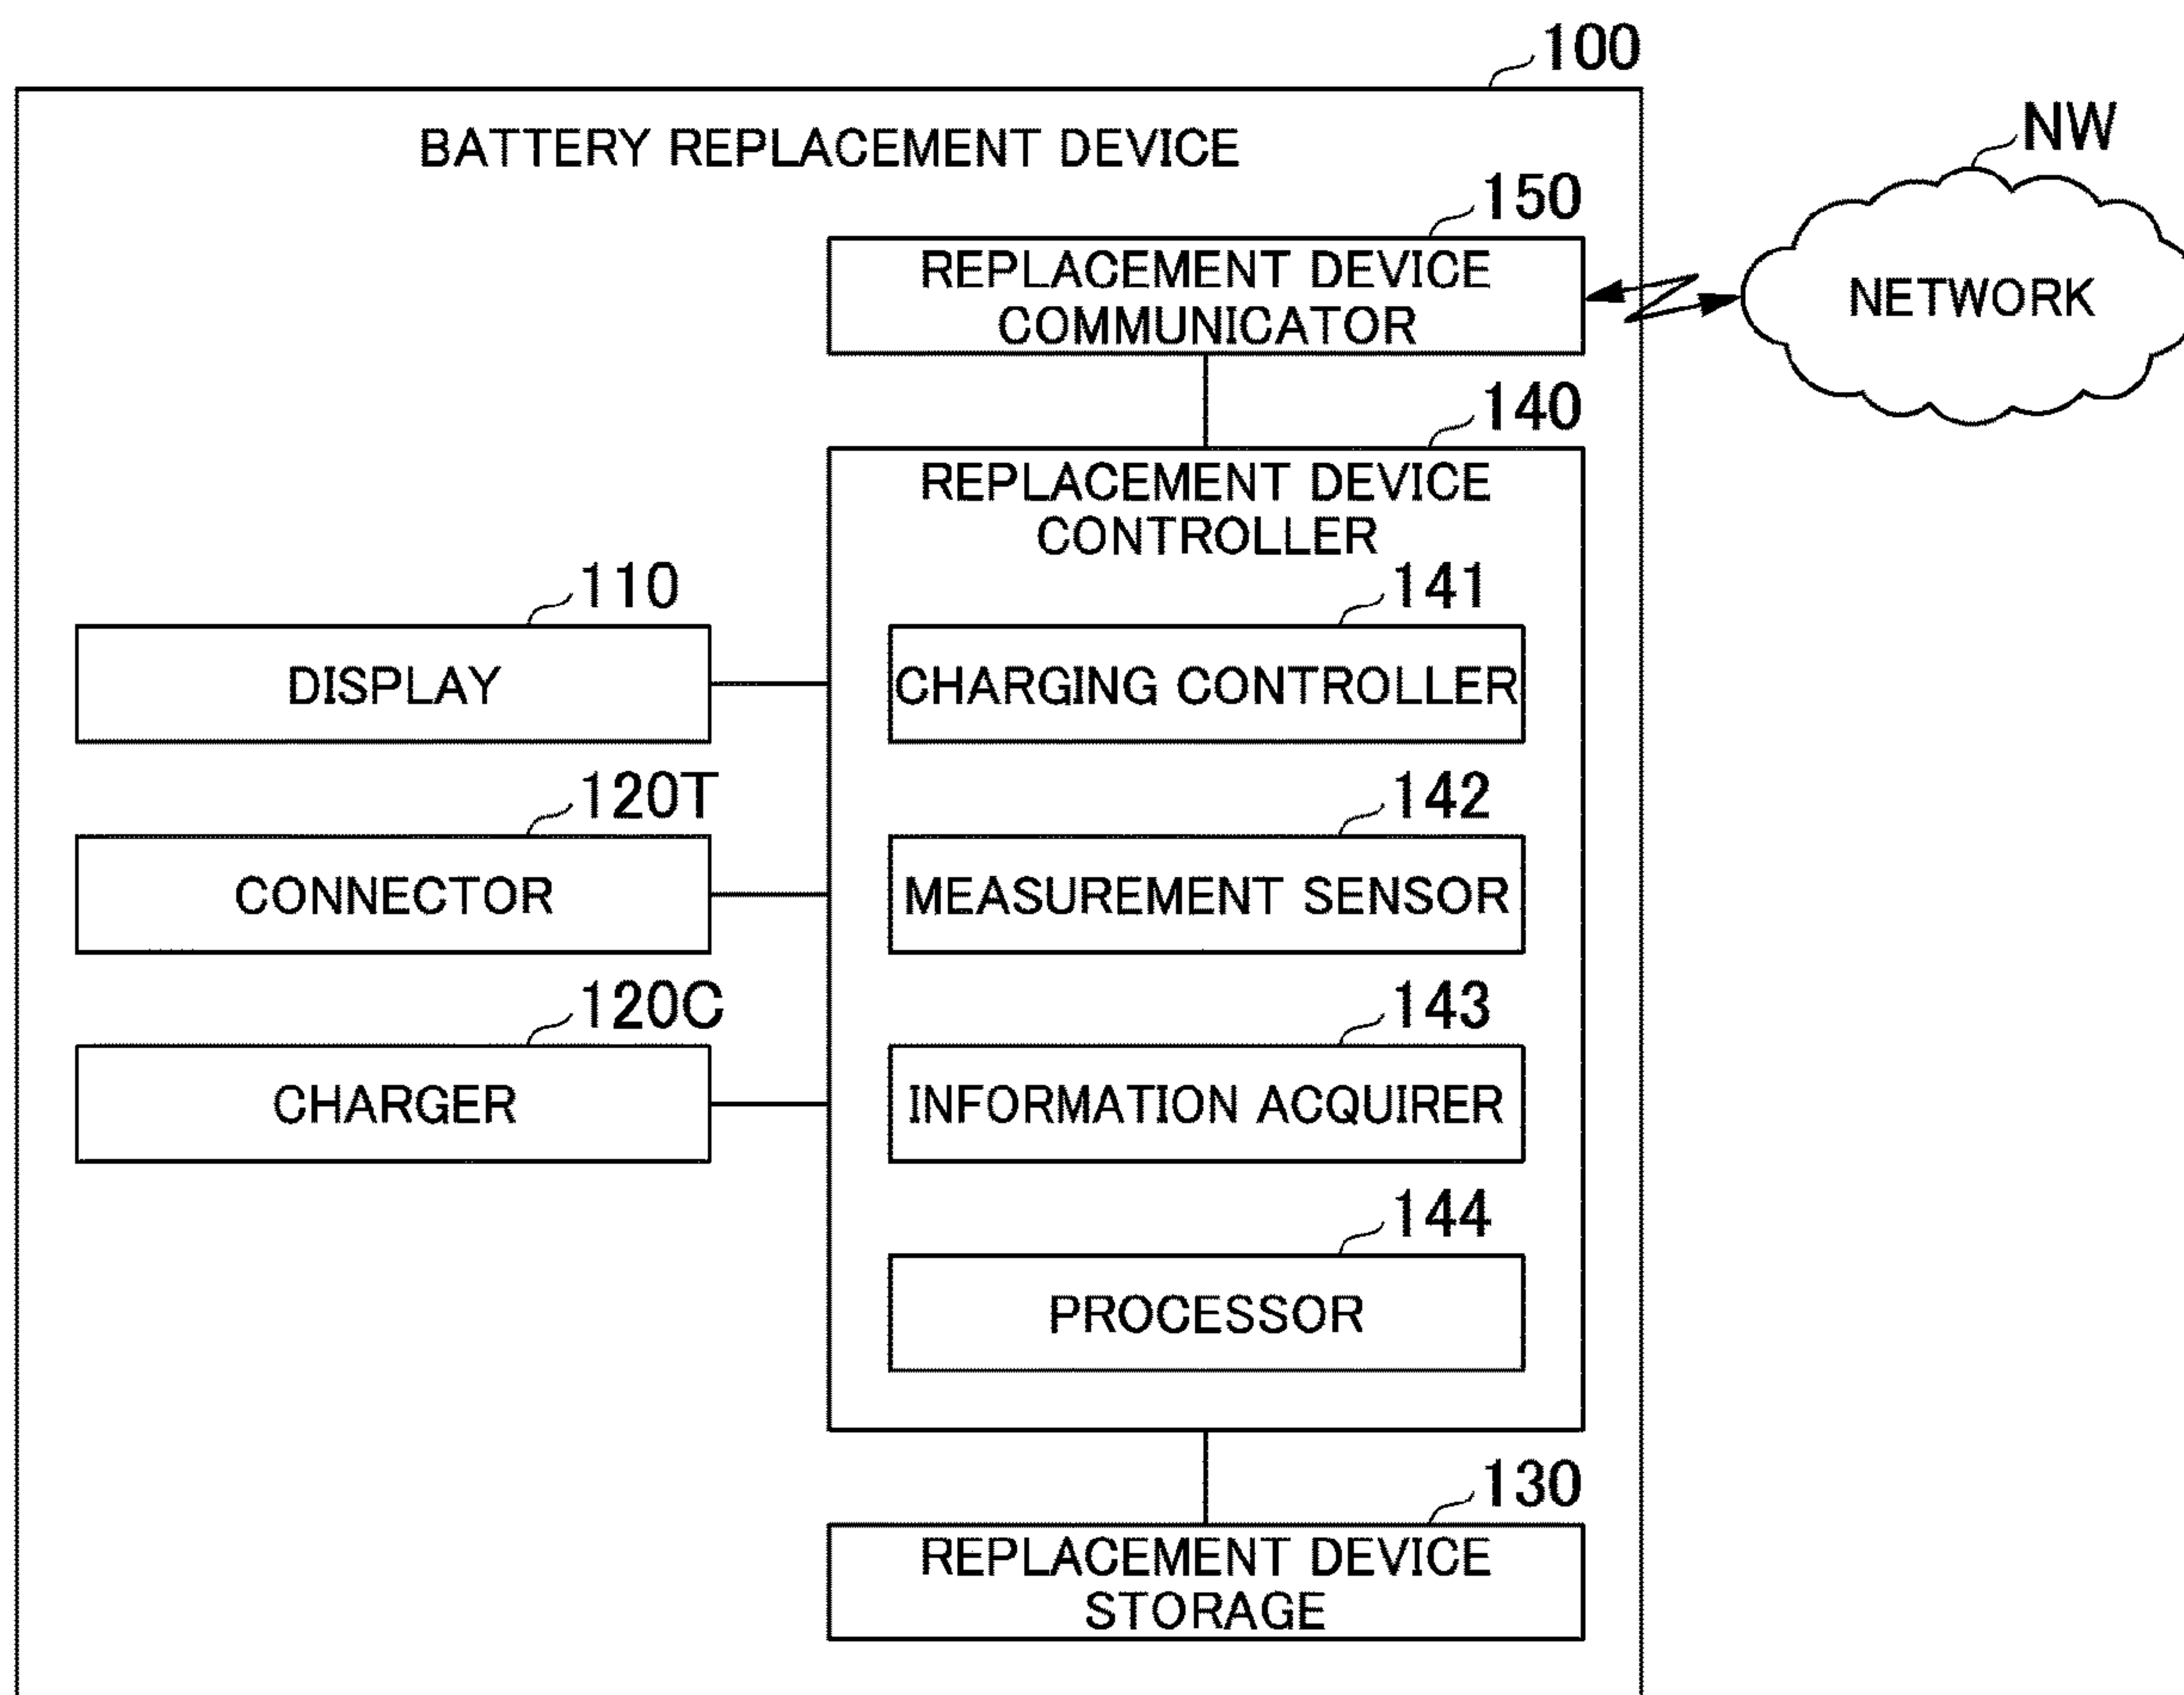 100
BATTERY REPLACEMENT DEVICE
NW
150
REPLACEMENT DEVICE
COMMUNICATOR
NETWORK
140
REPLACEMENT DEVICE
CONTROLLER
110
DISPLAY
141
CHARGING CONTROLLER
120T
CONNECTOR
142
MEASUREMENT SENSOR
120C
CHARGER
143
INFORMATION ACQUIRER
144
PROCESSOR
130
REPLACEMENT DEVICE
STORAGE